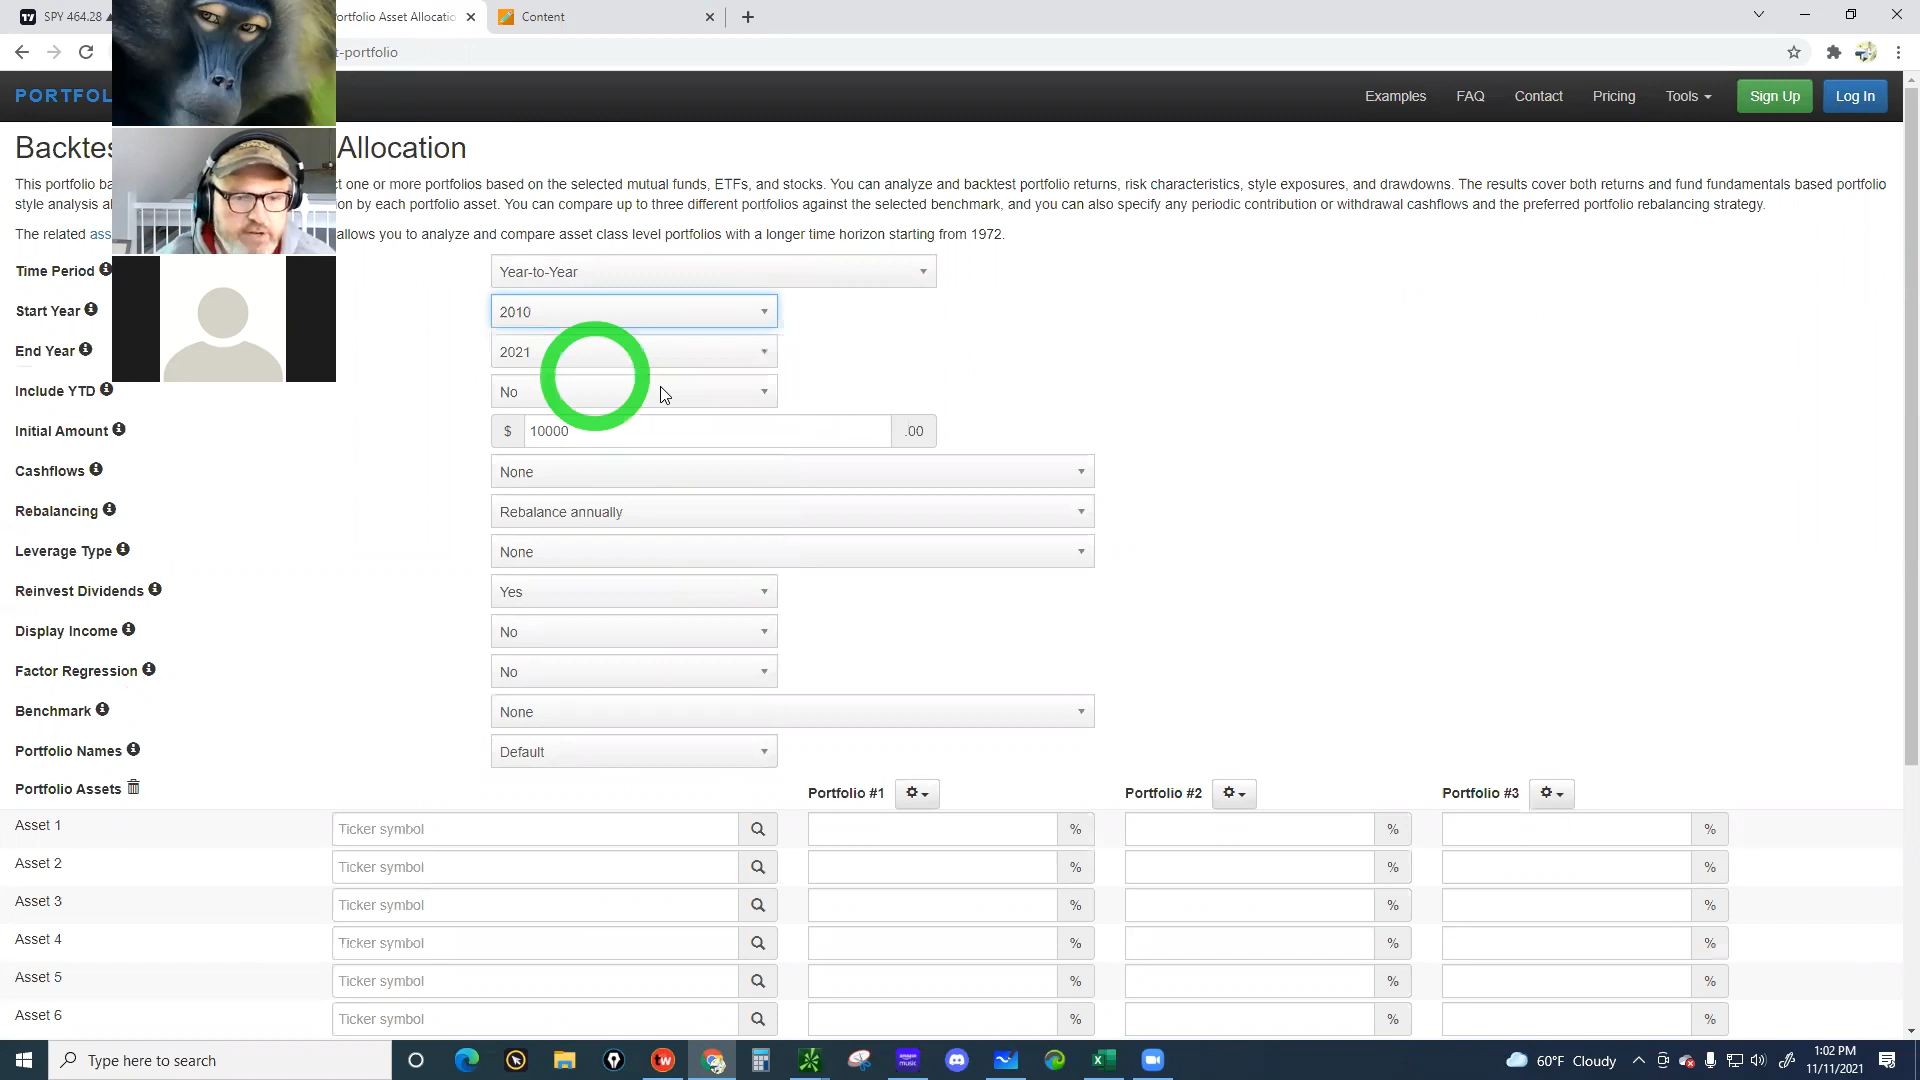 SPY 464.28
ortfolio Asset Allocatio
Content
t-portfolio
PORTFOL
Examples
FAQ
Contact
Pricing
Tools
Sign Up
Log In
Backtes
Allocation
This portfolio ba
t one or more portfolios based on the selected mutual funds, ETFs, and stocks. You can analyze and backtest portfolio returns, risk characteristics, style exposures, and drawdowns. The results cover both returns and fund fundamentals based portfolio
style analysis al
on by each portfolio asset. You can compare up to three different portfolios against the selected benchmark, and you can also specify any periodic contribution or withdrawal cashflows and the preferred portfolio rebalancing strategy.
The related ass
allows you to analyze and compare asset class level portfolios with a longer time horizon starting from 1972.
Time Period
Year-to-Year
Start Year
2010
End Year
2021
Include YTD
No
Initial Amount
$ 10000 .00
Cashflows
None
Rebalancing
Rebalance annually
Leverage Type
None
Reinvest Dividends
Yes
Display Income
No
Factor Regression
No
Benchmark
None
Portfolio Names
Default
Portfolio Assets
Portfolio #1
Portfolio #2
Portfolio #3
Asset 1 Ticker symbol % % %
Asset 2 Ticker symbol % % %
Asset 3 Ticker symbol % % %
Asset 4 Ticker symbol % % %
Asset 5 Ticker symbol % % %
Asset 6 Ticker symbol % % %
Type here to search
60°F Cloudy
1:02 PM
11/11/2021